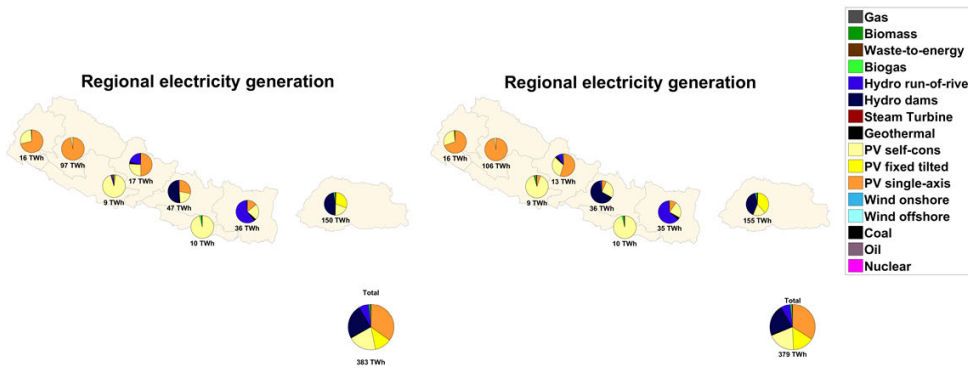 Regional electricity generation
16 TWh
97 TWh
17 TWh
9 TWh
47 TWh
10 TWh
36 TWh
150 TWh
Total
383 TWh
Regional electricity generation
16 TWh
106 TWh
13 TWh
9 TWh
36 TWh
10 TWh
35 TWh
155 TWh
Total
379 TWh
Gas
Biomass
Waste-to-energy
Biogas
Hydro run-of-rive
Hydro dams
Steam Turbine
Geothermal
PV self-cons
PV fixed tilted
PV single-axis
Wind onshore
Wind offshore
Coal
Oil
Nuclear